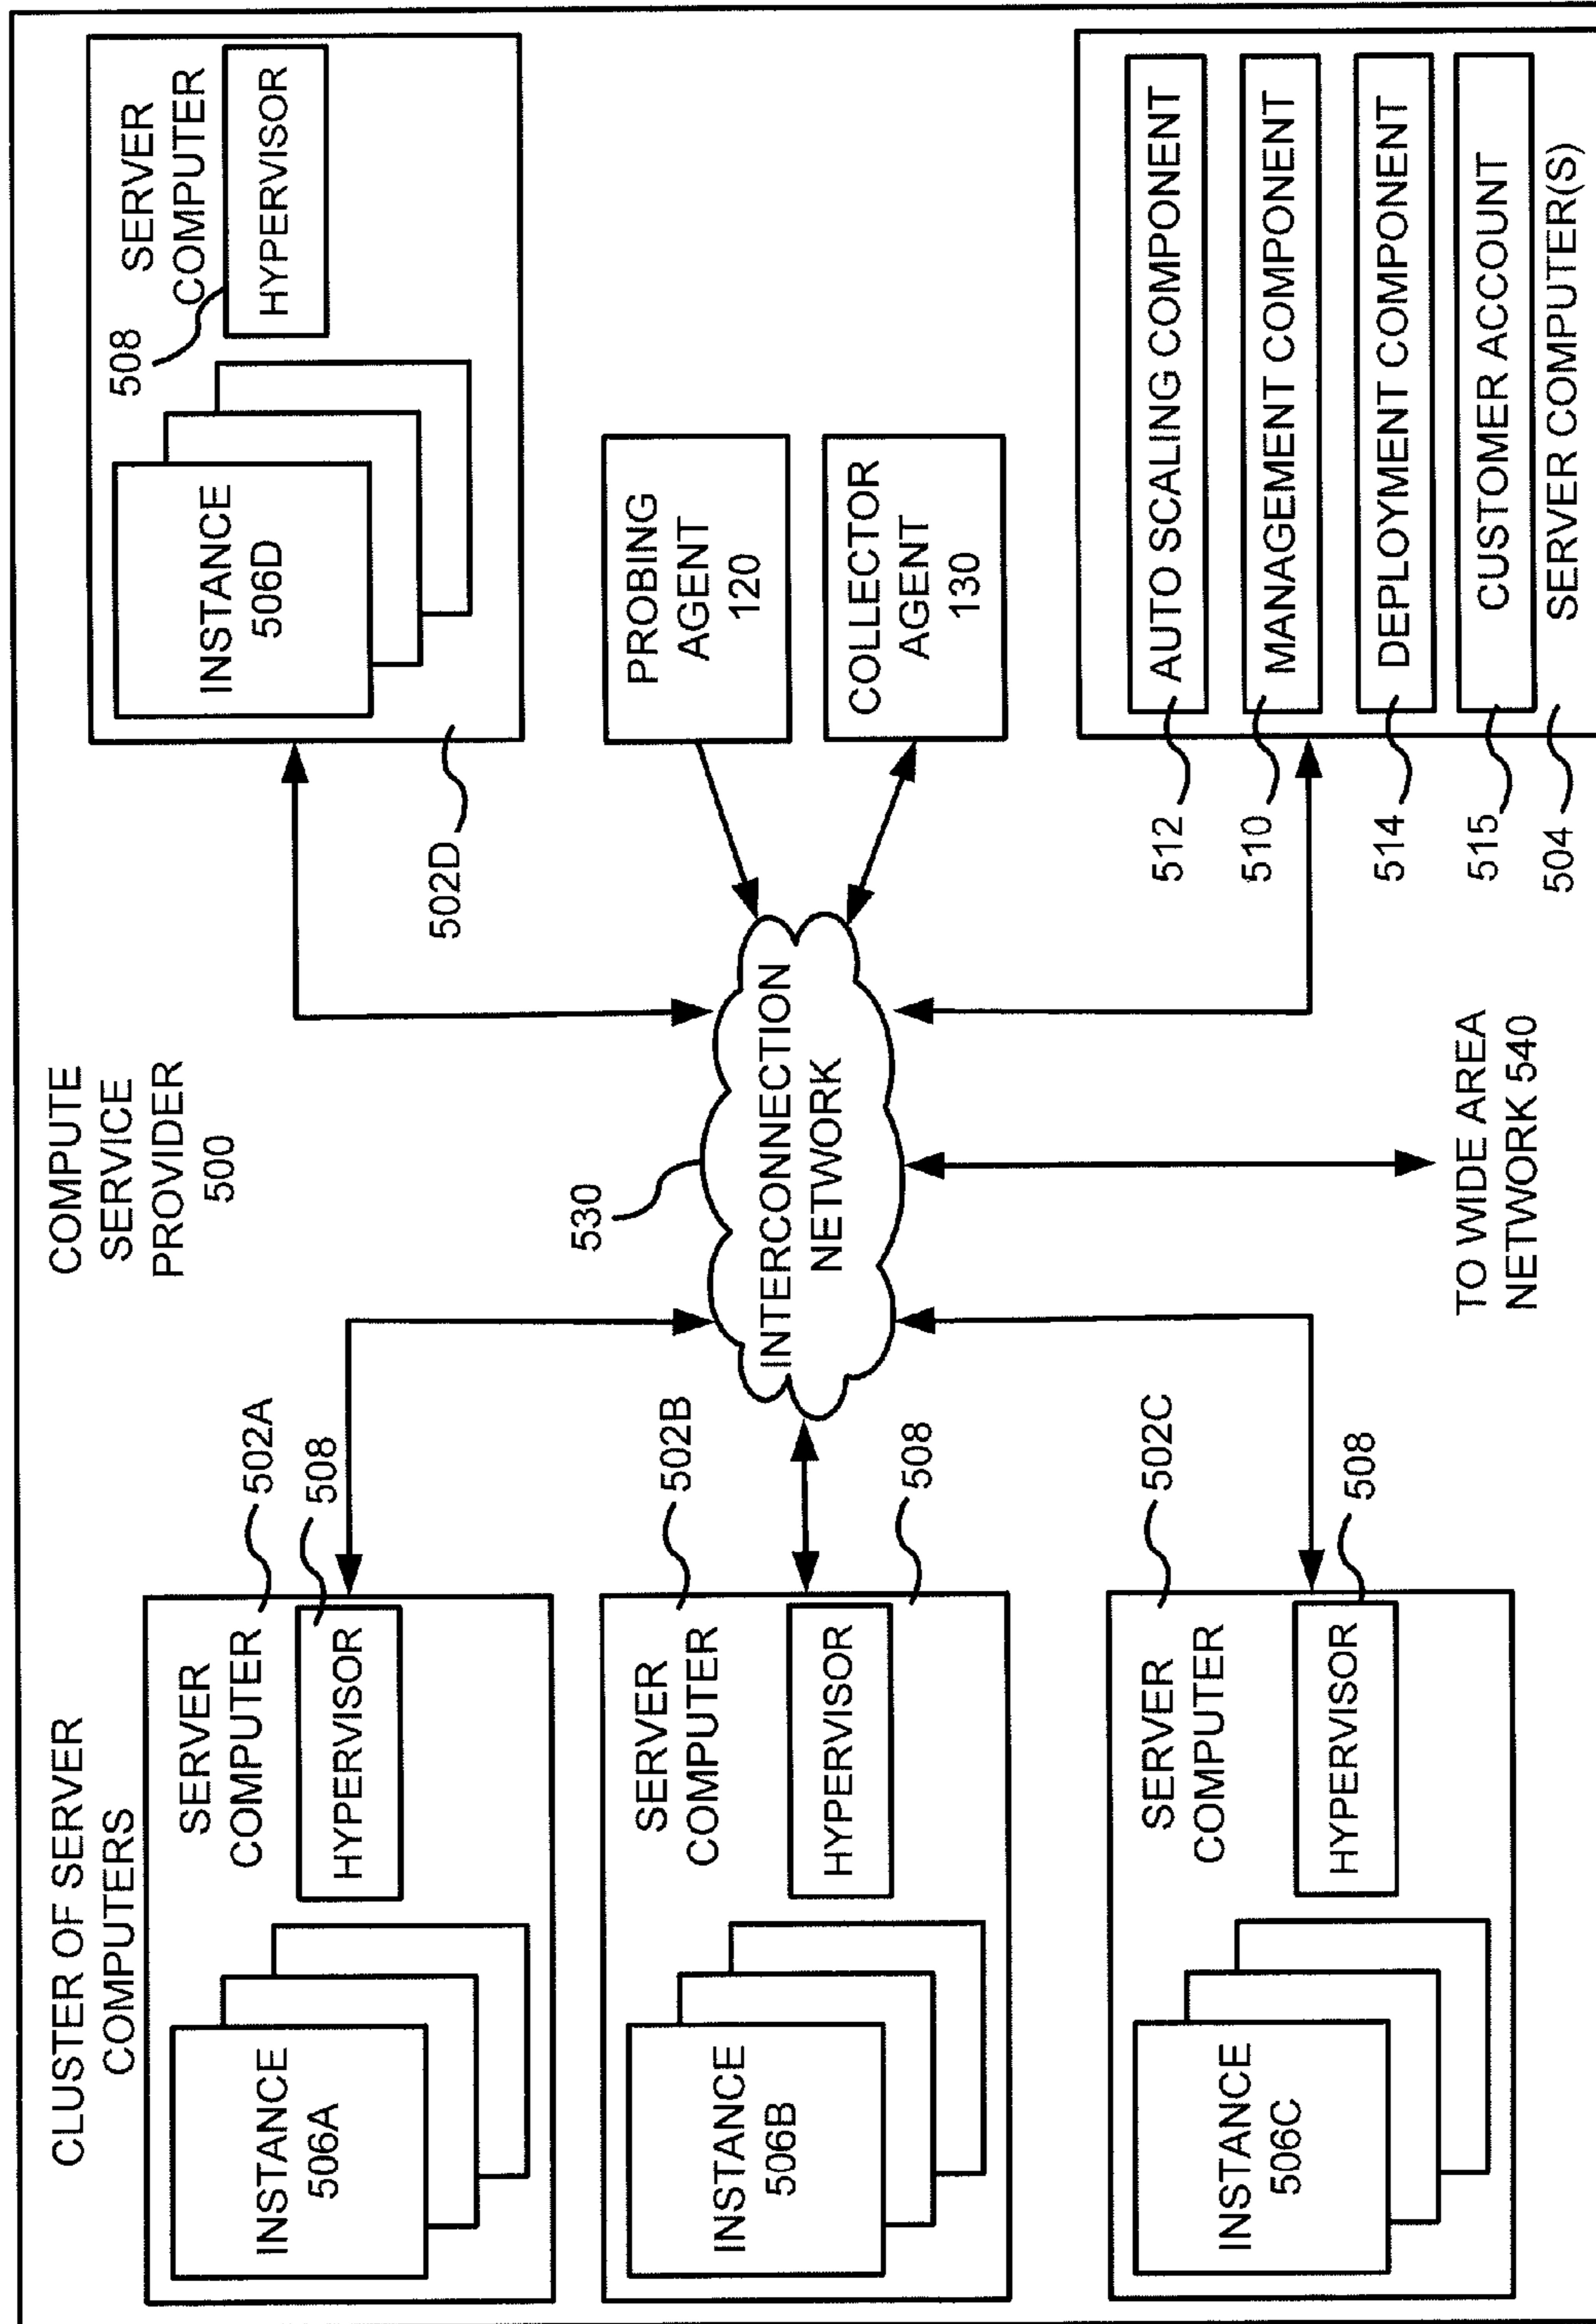 CLUSTER OF SERVER
COMPUTERS
COMPUTE
SERVICE
PROVIDER
500
SERVER
COMPUTER
502A
HYPERVISOR
508
INSTANCE
506A
SERVER
COMPUTER
502B
HYPERVISOR
508
INSTANCE
506B
SERVER
COMPUTER
502C
HYPERVISOR
508
INSTANCE
506C
530
INTERCONNECTION
NETWORK
TO WIDE AREA
NETWORK 540
SERVER
COMPUTER
508
HYPERVISOR
INSTANCE
506D
502D
PROBING
AGENT
120
COLLECTOR
AGENT
130
512
AUTO SCALING COMPONENT
510
MANAGEMENT COMPONENT
514
DEPLOYMENT COMPONENT
515
CUSTOMER ACCOUNT
504
SERVER COMPUTER(S)